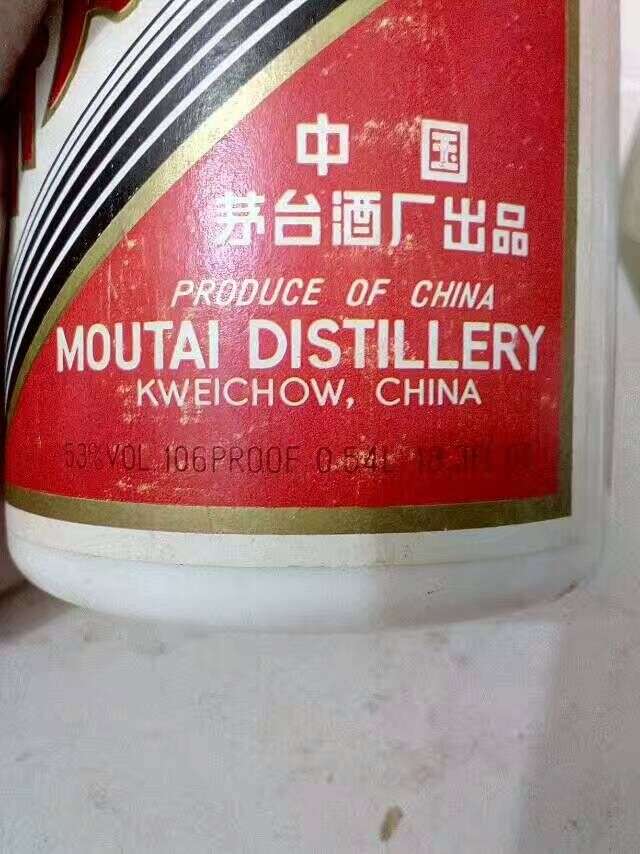 中国
茅台酒厂出品
PRODUCE OF CHINA
MOUTAI DISTILLERY
KWEICHOW, CHINA
53%VOL 106PROOF 0.54L